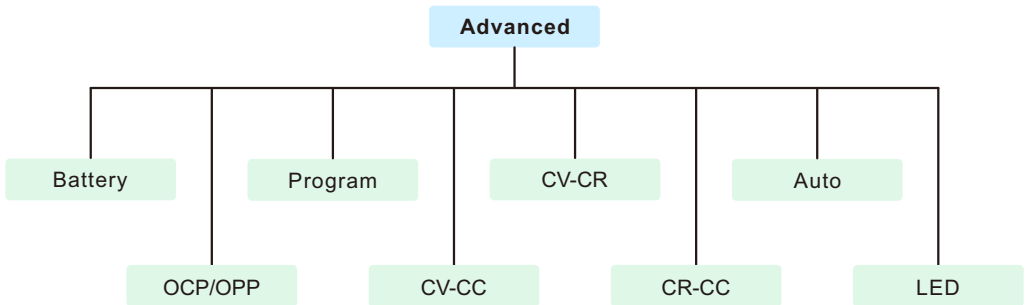 Advanced
Battery
Program
CV-CR
Auto
OCP/OPP
CV-CC
CR-CC
LED